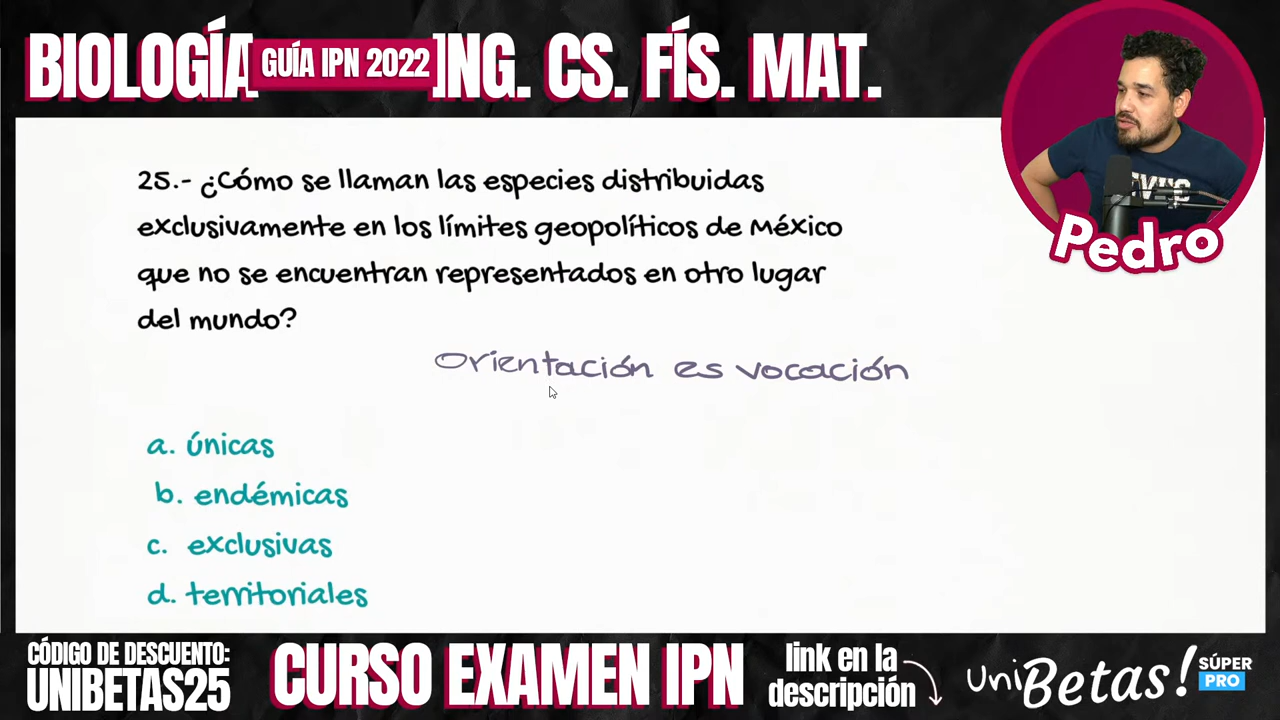 BIOLOGÍA[GUÍA IPN 2022]ING. CS. FÍS. MAT.
25.- ¿Cómo se llaman las especies distribuidas
exclusivamente en los límites geopolíticos de México
que no se encuentran representados en otro lugar
del mundo?
Orientación es vocación
a. únicas
b. endémicas
c. exclusivas
d. territoriales
Pedro
CÓDIGO DE DESCUENTO:
UNIBETAS25
CURSO EXAMEN IPN
link en la
descripción
uniBetas!
SÚPER
PRO